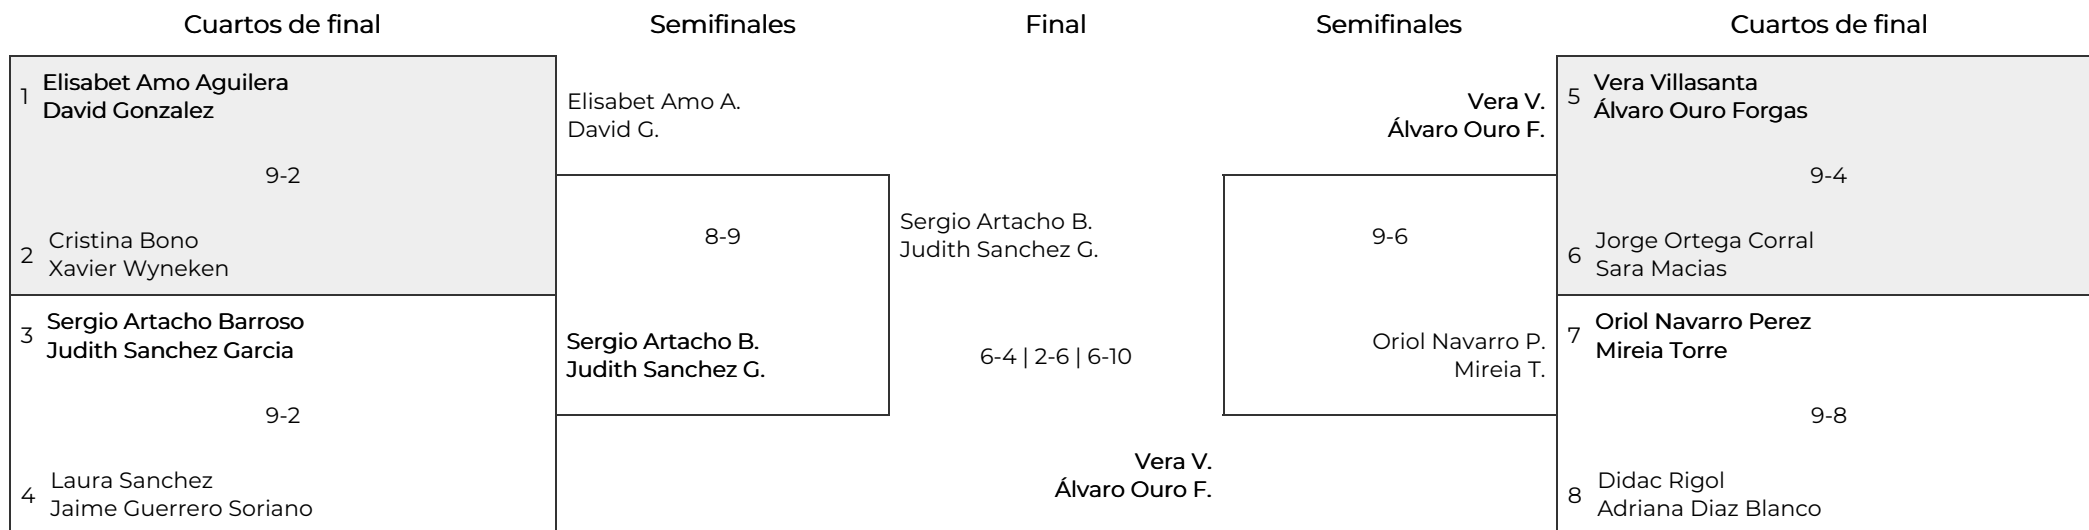 Cuartos de final
Semifinales
Final
Semifinales
Cuartos de final
1
Elisabet Amo Aguilera
David Gonzalez
9-2
2
Cristina Bono
Xavier Wyneken
3
Sergio Artacho Barroso
Judith Sanchez Garcia
9-2
4
Laura Sanchez
Jaime Guerrero Soriano
Elisabet Amo A.
David G.
8-9
Sergio Artacho B.
Judith Sanchez G.
Sergio Artacho B.
Judith Sanchez G.
6-4 | 2-6 | 6-10
Vera V.
Álvaro Ouro F.
Vera V.
Álvaro Ouro F.
9-6
Oriol Navarro P.
Mireia T.
5
Vera Villasanta
Álvaro Ouro Forgas
9-4
6
Jorge Ortega Corral
Sara Macias
7
Oriol Navarro Perez
Mireia Torre
9-8
8
Didac Rigol
Adriana Diaz Blanco